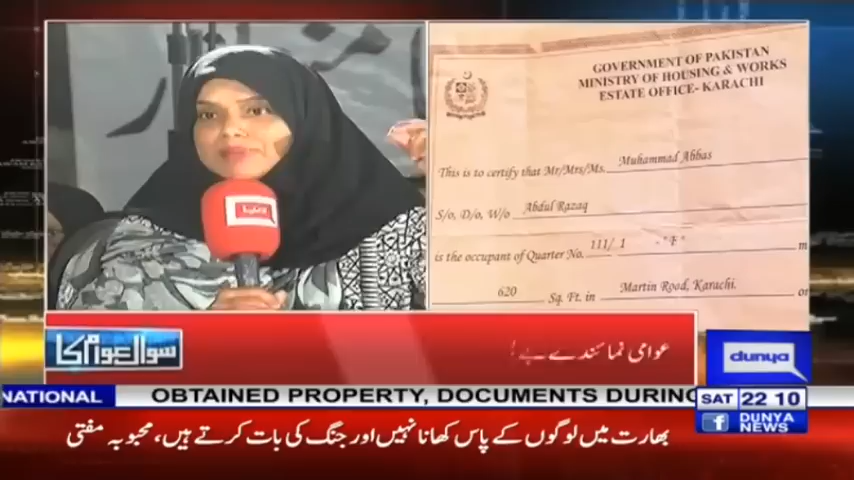 GOVERNMENT OF PAKISTAN
MINISTRY OF HOUSING & WORKS
ESTATE OFFICE-KARACHI
This is to certify that Mr/Mrs/Ms. Muhammad Abbas
S/o, D/o, W/o Abdul Razaq
is the occupant of Quarter No. 111/1 -"F" m
620 Sq. Ft. in Martin Road, Karachi. or
سوال عوام کا
عوامی نمائندے بے !
dunya
NATIONAL OBTAINED PROPERTY, DOCUMENTS DURING
SAT 22 10
f DUNYA NEWS
بھارت میں لوگوں کے پاس کھانا نہیں اور جنگ کی بات کرتے ہیں، محبوبہ مفتی